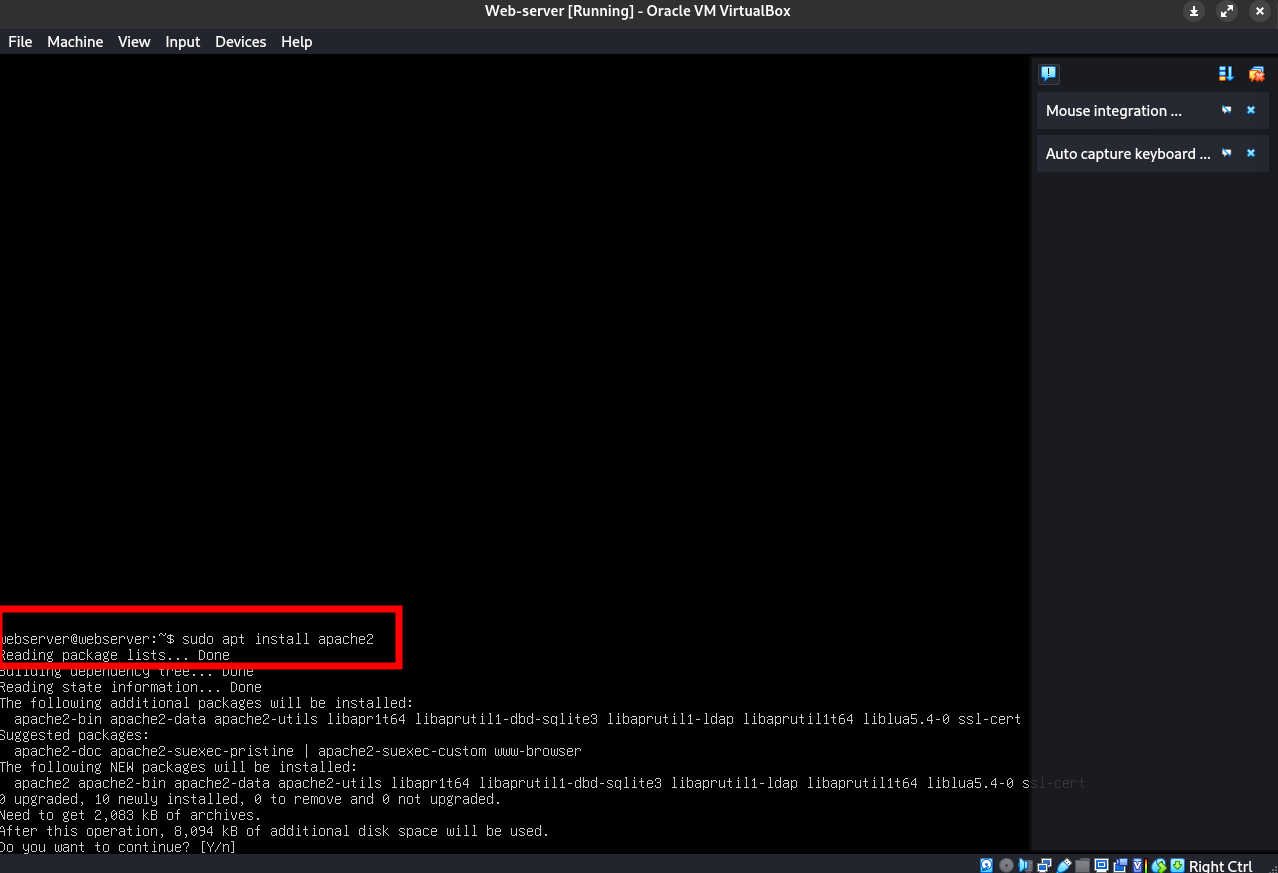 Web-server [Running] - Oracle VM VirtualBox
File Machine View Input Devices Help
Mouse integration ...
Auto capture keyboard ...
webserver@webserver:~$ sudo apt install apache2
Reading package lists... Done
Building dependency tree... Done
Reading state information... Done
The following additional packages will be installed:
apache2-bin apache2-data apache2-utils libapr1t64 libaprutil1-dbd-sqlite3 libaprutil1-ldap libaprutil1t64 liblua5.4-0 ssl-cert
Suggested packages:
apache2-doc apache2-suexec-pristine | apache2-suexec-custom www-browser
The following NEW packages will be installed:
apache2 apache2-bin apache2-data apache2-utils libapr1t64 libaprutil1-dbd-sqlite3 libaprutil1-ldap libaprutil1t64 liblua5.4-0 ssl-cert
0 upgraded, 10 newly installed, 0 to remove and 0 not upgraded.
Need to get 2,083 kB of archives.
After this operation, 8,094 kB of additional disk space will be used.
Do you want to continue? [Y/n]
Right Ctrl